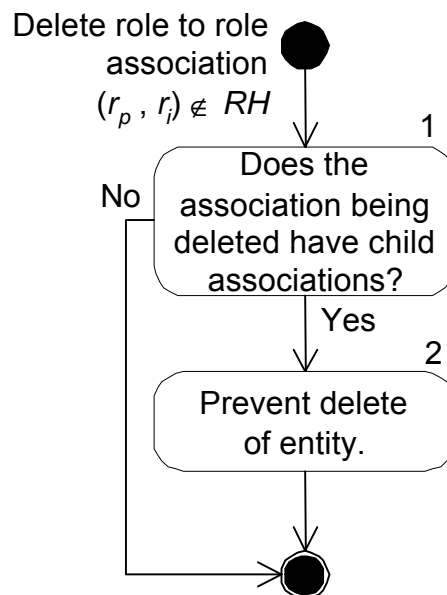 Delete role to role
association
(r_p , r_i) ∉ RH
1
Does the
association being
deleted have child
associations?
No
Yes
2
Prevent delete
of entity.